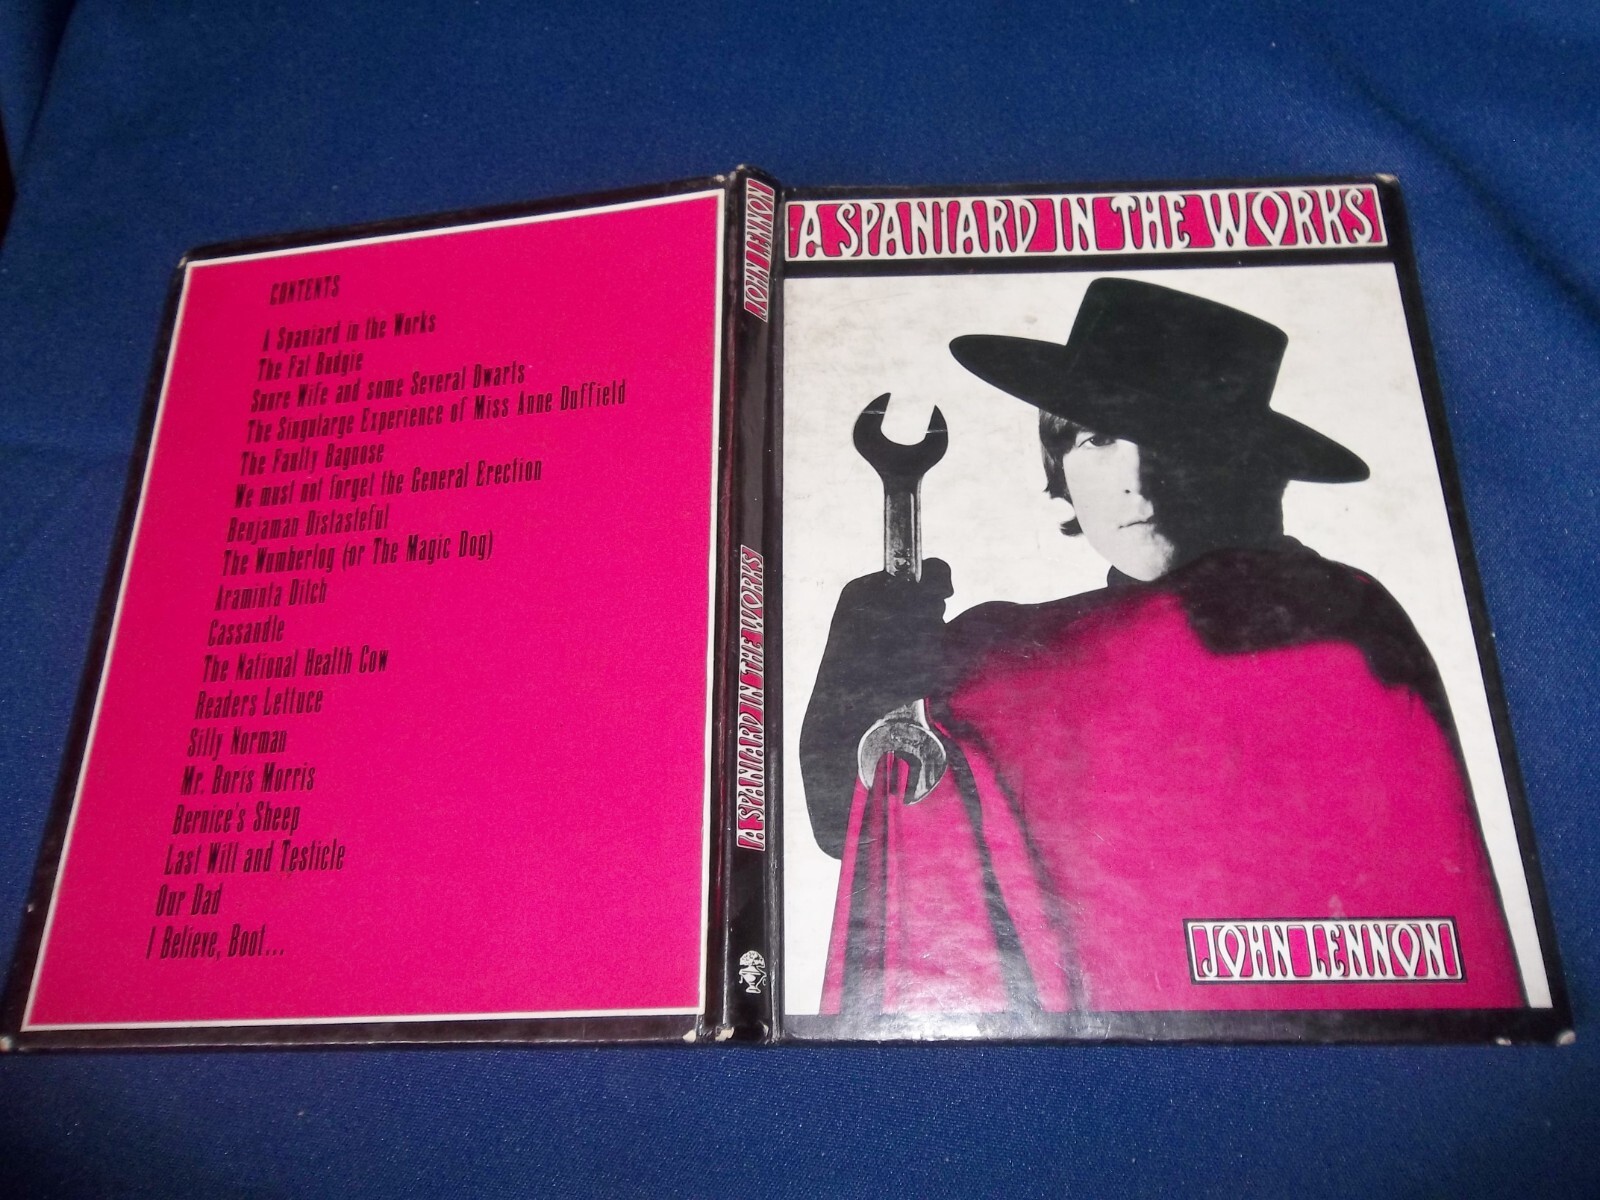 CONTENTS
A Spaniard in the Works
The Fat Budgie
Snore Wife and some Several Dwarts
The Singularge Experience of Miss Anne Duffield
The Faulty Bagnose
We must not forget the General Erection
Benjaman Distasteful
The Wumberlog (or The Magic Dog)
Araminta Ditch
Cassandle
The National Health Cow
Readers Lettuce
Silly Norman
Mr. Boris Morris
Bernice's Sheep
Last Will and Testicle
Our Dad
I Believe, Boot...
JOHN LENNON
A SPANIARD IN THE WORKS
A SPANIARD IN THE WORKS
JOHN LENNON